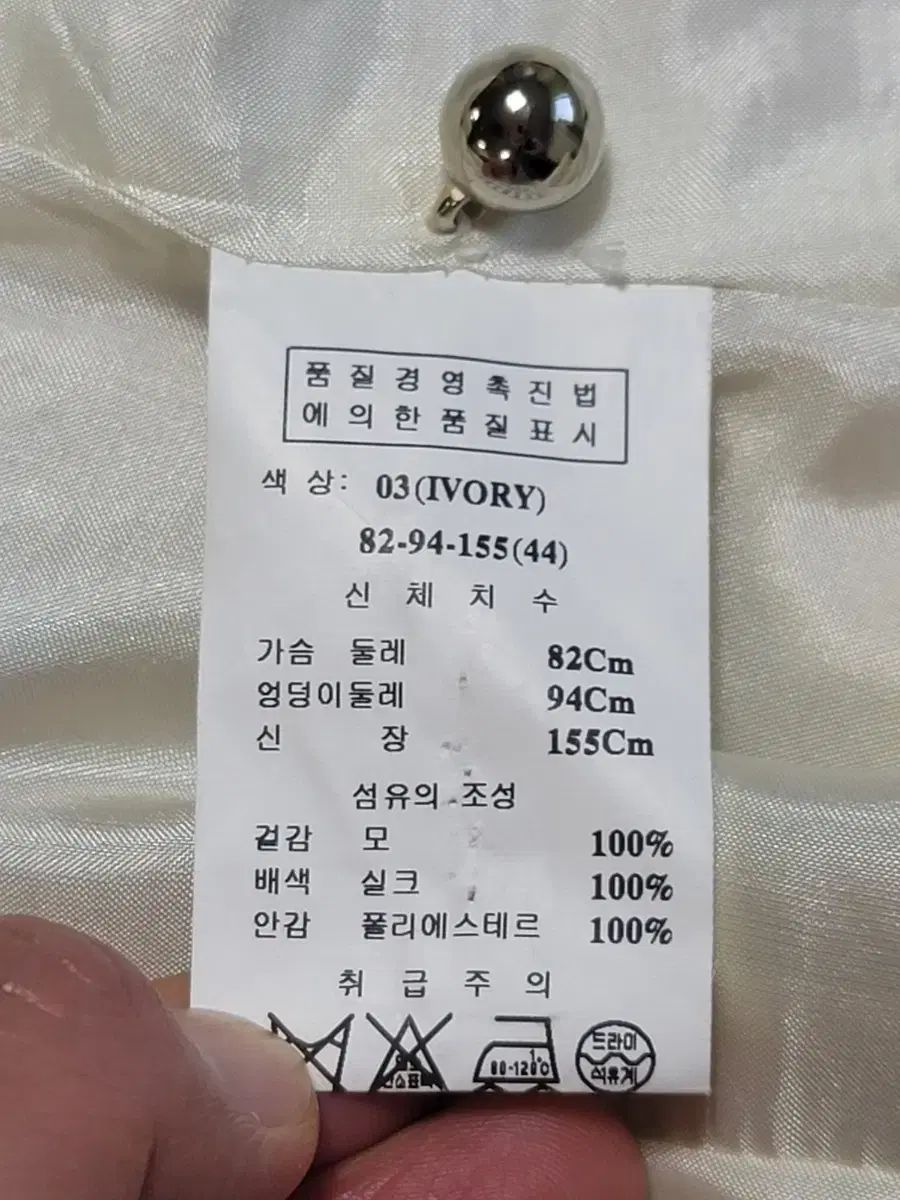 품질경영촉진법
에의한품질표시
색상: 03(IVORY)
82-94-155(44)
신체치수
가슴 둘레 82Cm
엉덩이둘레 94Cm
신장 155Cm
섬유의 조성
겉감 모 100%
배색 실크 100%
안감 폴리에스테르 100%
취급주의
80-120°C
드라이
석유계